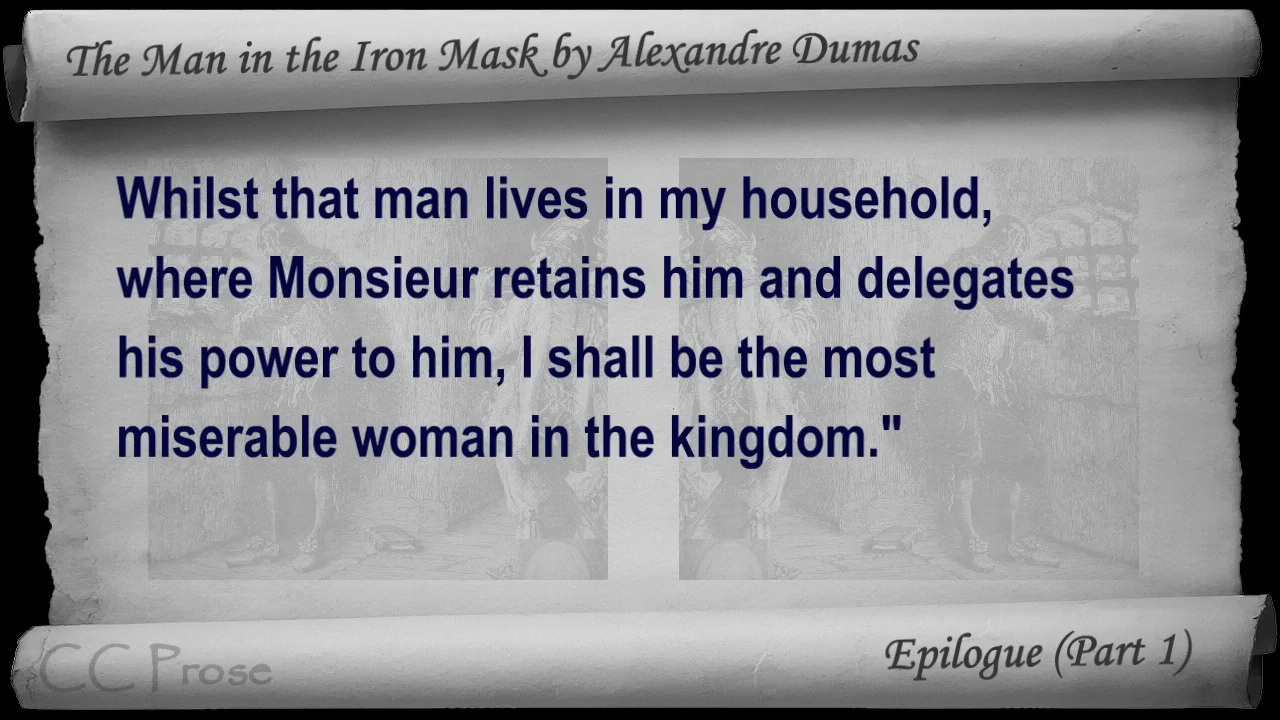 The Man in the Iron Mask by Alexandre Dumas
Whilst that man lives in my household,
where Monsieur retains him and delegates
his power to him, I shall be the most
miserable woman in the kingdom."
CC Prose
Epilogue (Part 1)